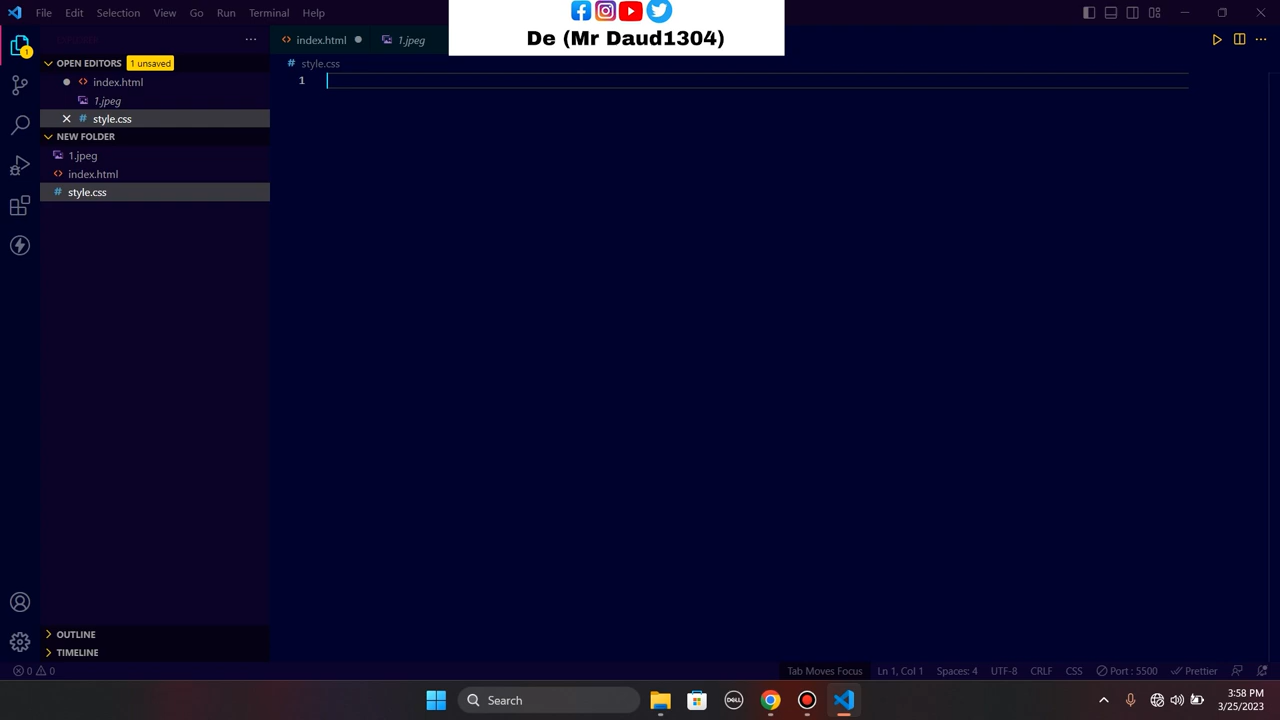 File Edit Selection View Go Run Terminal Help
De (Mr Daud1304)
index.html
1.jpeg
OPEN EDITORS 1 unsaved
index.html
1.jpeg
style.css
NEW FOLDER
1.jpeg
index.html
style.css
OUTLINE
TIMELINE
style.css
1
0 0
Tab Moves Focus Ln 1, Col 1 Spaces: 4 UTF-8 CRLF CSS Port : 5500 Prettier
Search
DELL
3:58 PM
3/25/2023